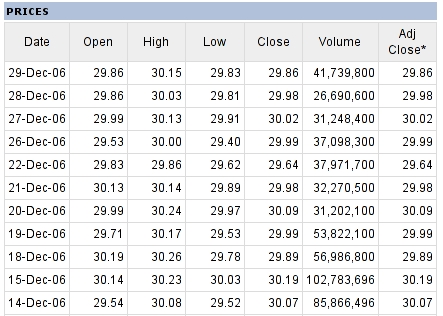 PRICES
Date Open High Low Close Volume Adj Close*
29-Dec-06 29.86 30.15 29.83 29.86 41,739,800 29.86
28-Dec-06 29.86 30.03 29.81 29.98 26,690,600 29.98
27-Dec-06 29.99 30.13 29.91 30.02 31,248,400 30.02
26-Dec-06 29.53 30.00 29.40 29.99 37,098,300 29.99
22-Dec-06 29.83 29.86 29.62 29.64 37,971,700 29.64
21-Dec-06 30.13 30.14 29.89 29.98 32,270,500 29.98
20-Dec-06 29.99 30.24 29.97 30.09 31,202,100 30.09
19-Dec-06 29.71 30.17 29.53 29.99 53,822,100 29.99
18-Dec-06 30.19 30.26 29.78 29.89 56,986,800 29.89
15-Dec-06 30.14 30.23 30.03 30.19 102,783,696 30.19
14-Dec-06 29.54 30.08 29.52 30.07 85,866,496 30.07